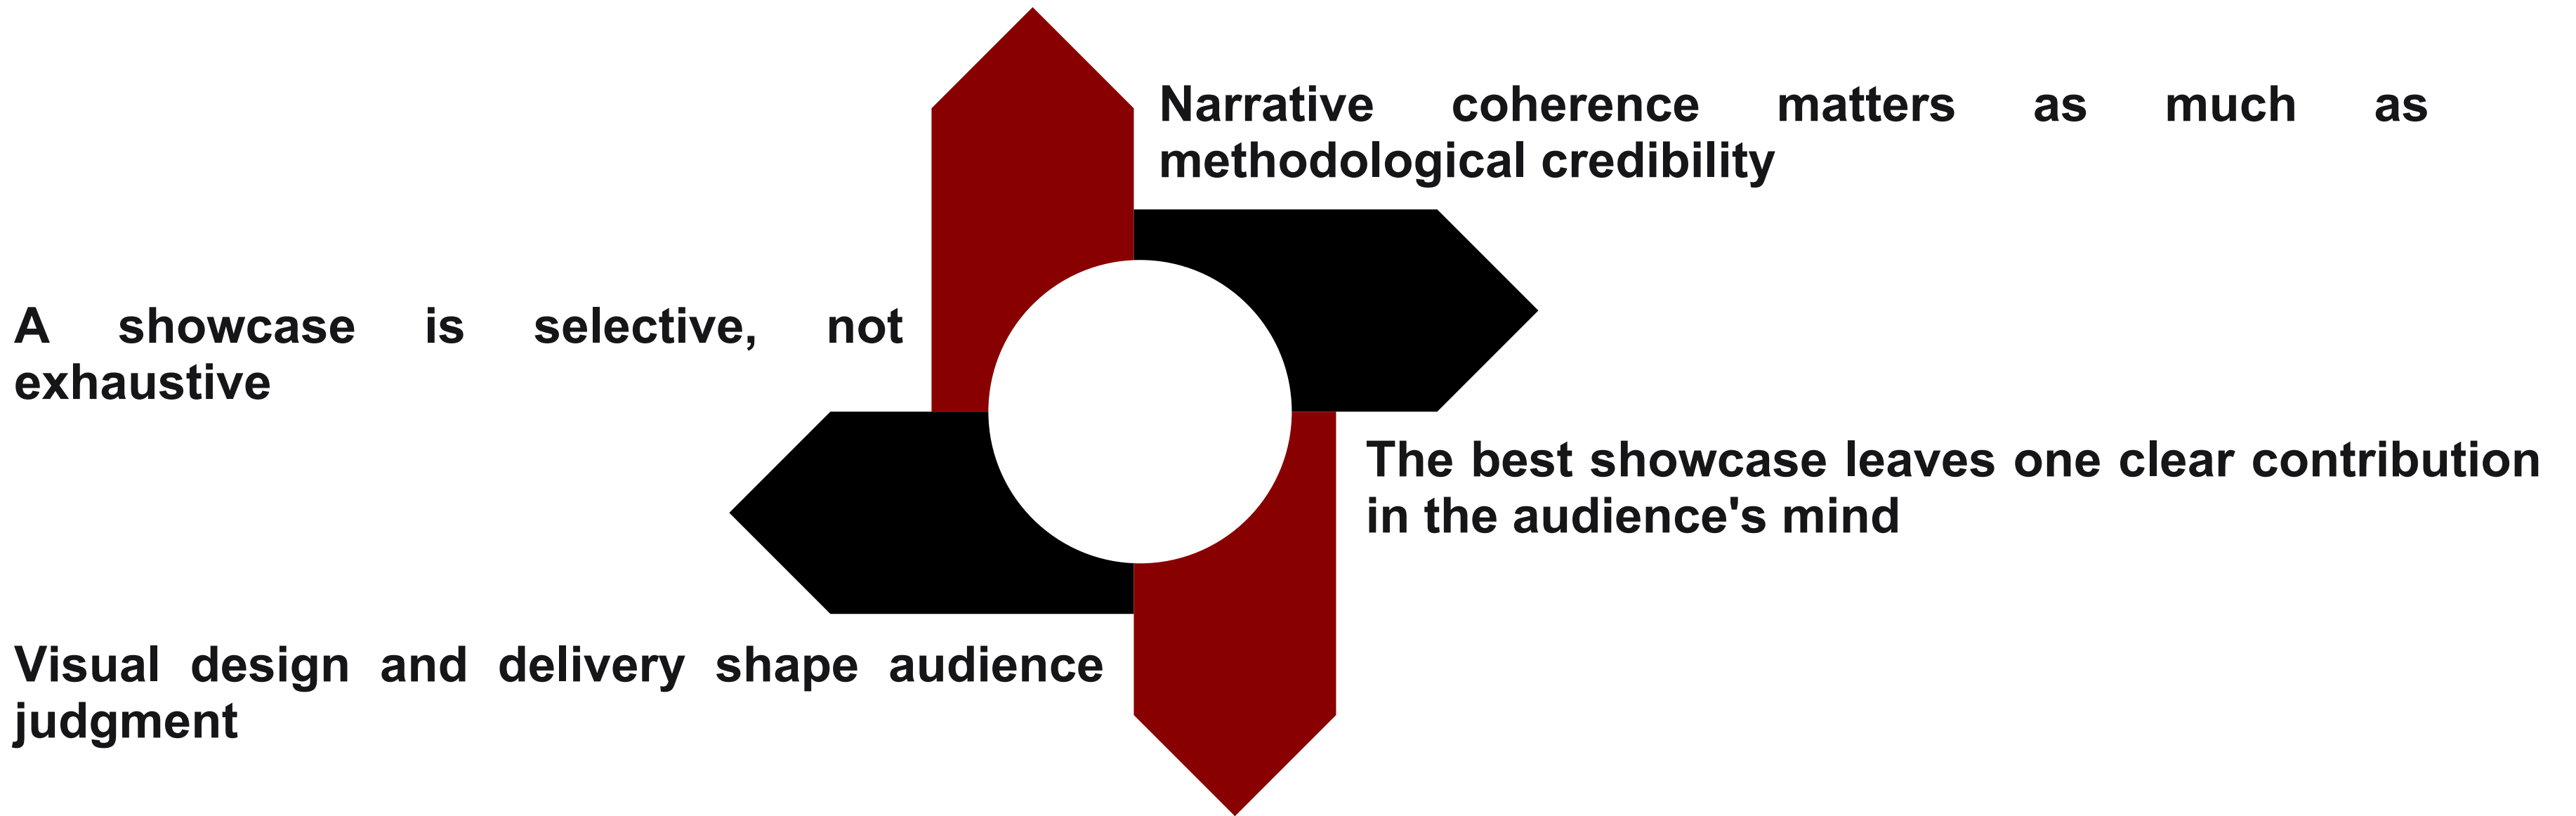 Narrative coherence matters as much as
methodological credibility
A showcase is selective, not
exhaustive
The best showcase leaves one clear contribution
in the audience's mind
Visual design and delivery shape audience
judgment